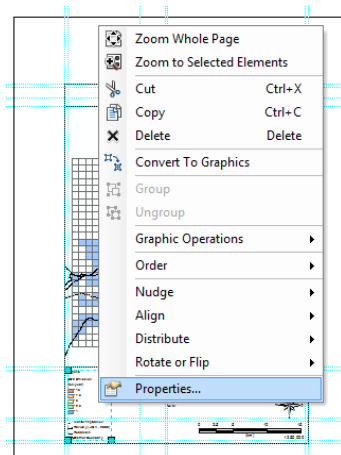 Zoom Whole Page
Zoom to Selected Elements
Cut Ctrl+X
Copy Ctrl+C
Delete Delete
Convert To Graphics
Group
Ungroup
Graphic Operations
Order
Nudge
Align
Distribute
Rotate or Flip
Properties...